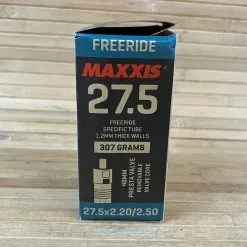 FREERIDE
MAXXIS
27.5
FREERIDE
SPECIFIC TUBE
1.2MM THICK WALLS
307 GRAMS
48MM
PRESTA VALVE
REMOVABLE
VALVE CORE
27.5x2.20/2.50